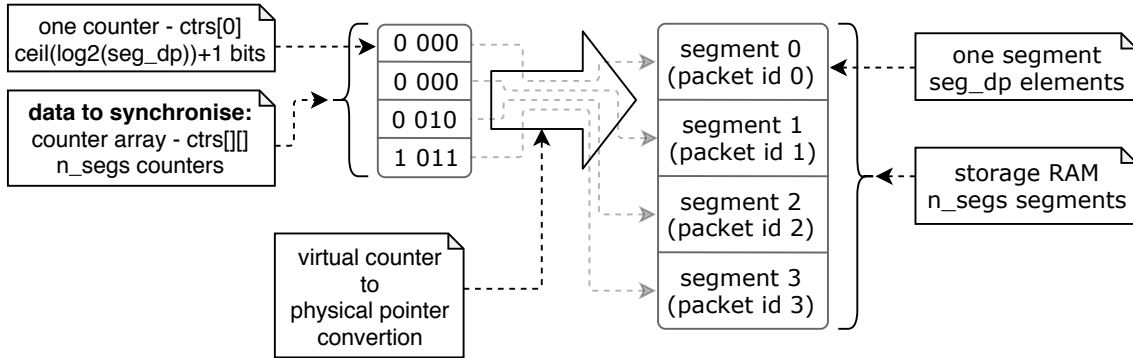 one counter - ctrs[0]
ceil(log2(seg_dp))+1 bits
data to synchronise:
counter array - ctrs[][]
n_segs counters
0 000
0 000
0 010
1 011
virtual counter
to
physical pointer
convertion
segment 0
(packet id 0)
segment 1
(packet id 1)
segment 2
(packet id 2)
segment 3
(packet id 3)
one segment
seg_dp elements
storage RAM
n_segs segments